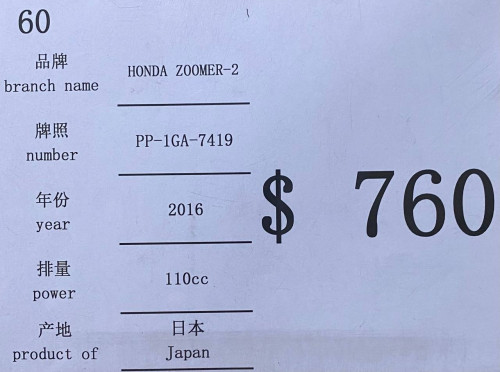 60
品牌
branch name
HONDA ZOOMER-2
牌照
number
PP-1GA-7419
年份
year
2016
$ 760
排量
power
110cc
产地
product of
日本
Japan